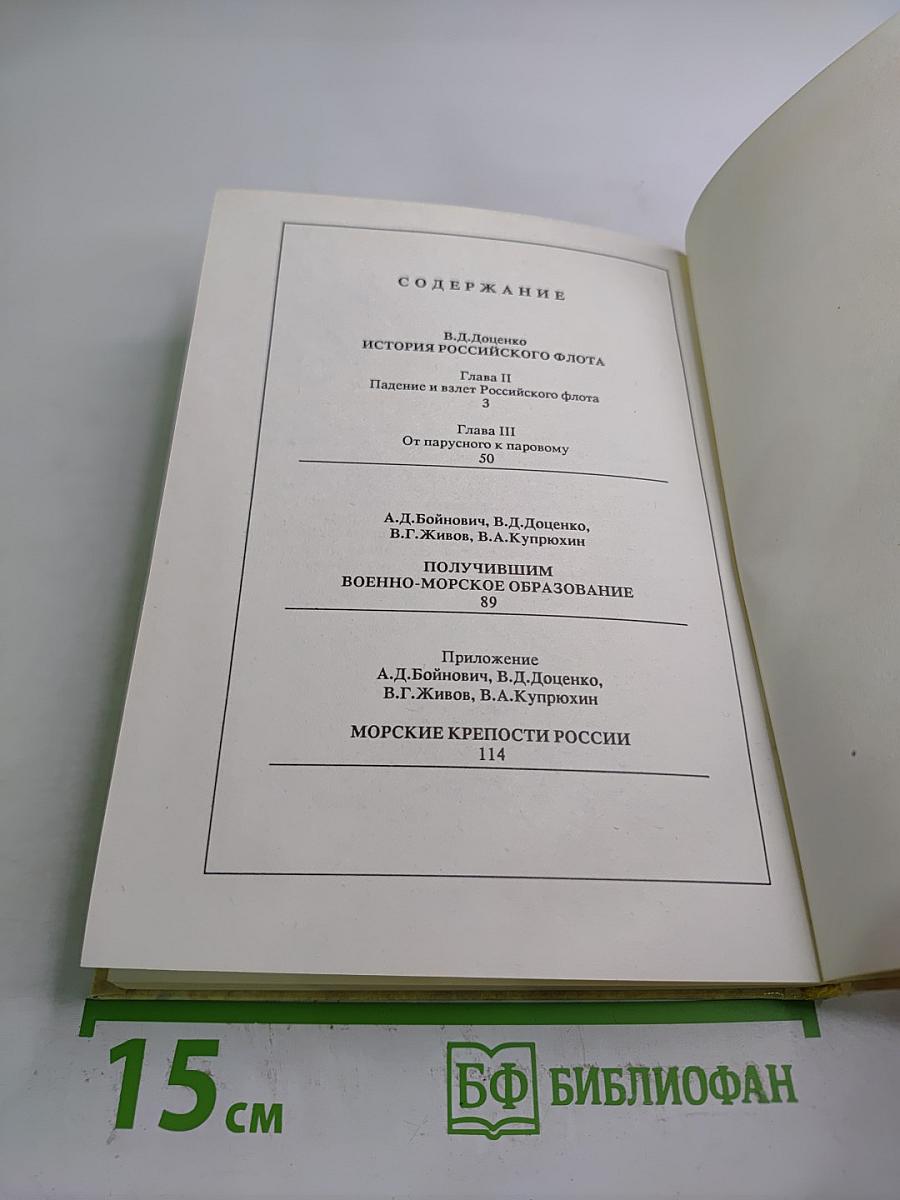 СОДЕРЖАНИЕ
В.Д.Доценко
ИСТОРИЯ РОССИЙСКОГО ФЛОТА
Глава II
Падение и взлет Российского флота
3
Глава III
От парусного к паровому
50
А.Д.Бойнович, В.Д.Доценко,
В.Г.Живов, В.А.Купрюхин
ПОЛУЧИВШИМ
ВОЕННО-МОРСКОЕ ОБРАЗОВАНИЕ
89
Приложение
А.Д.Бойнович, В.Д.Доценко,
В.Г.Живов, В.А.Купрюхин
МОРСКИЕ КРЕПОСТИ РОССИИ
114
15 см
БФ БИБЛИОФАН